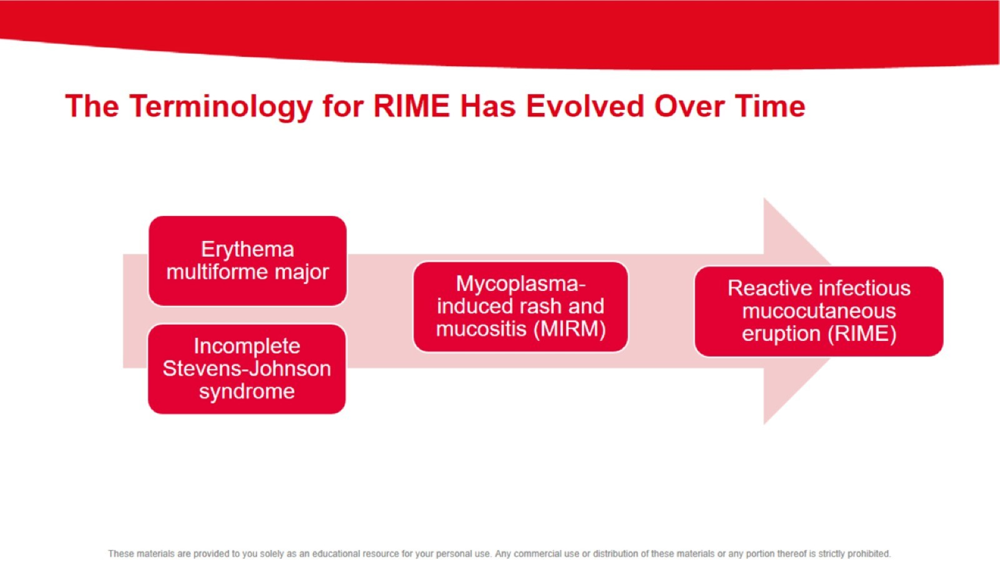 The Terminology for RIME Has Evolved Over Time
Erythema
multiforme major
Incomplete
Stevens-Johnson
syndrome
Mycoplasma-
induced rash and
mucositis (MIRM)
Reactive infectious
mucocutaneous
eruption (RIME)
These materials are provided to you solely as an educational resource for your personal use. Any commercial use or distribution of these materials or any portion thereof is strictly prohibited.